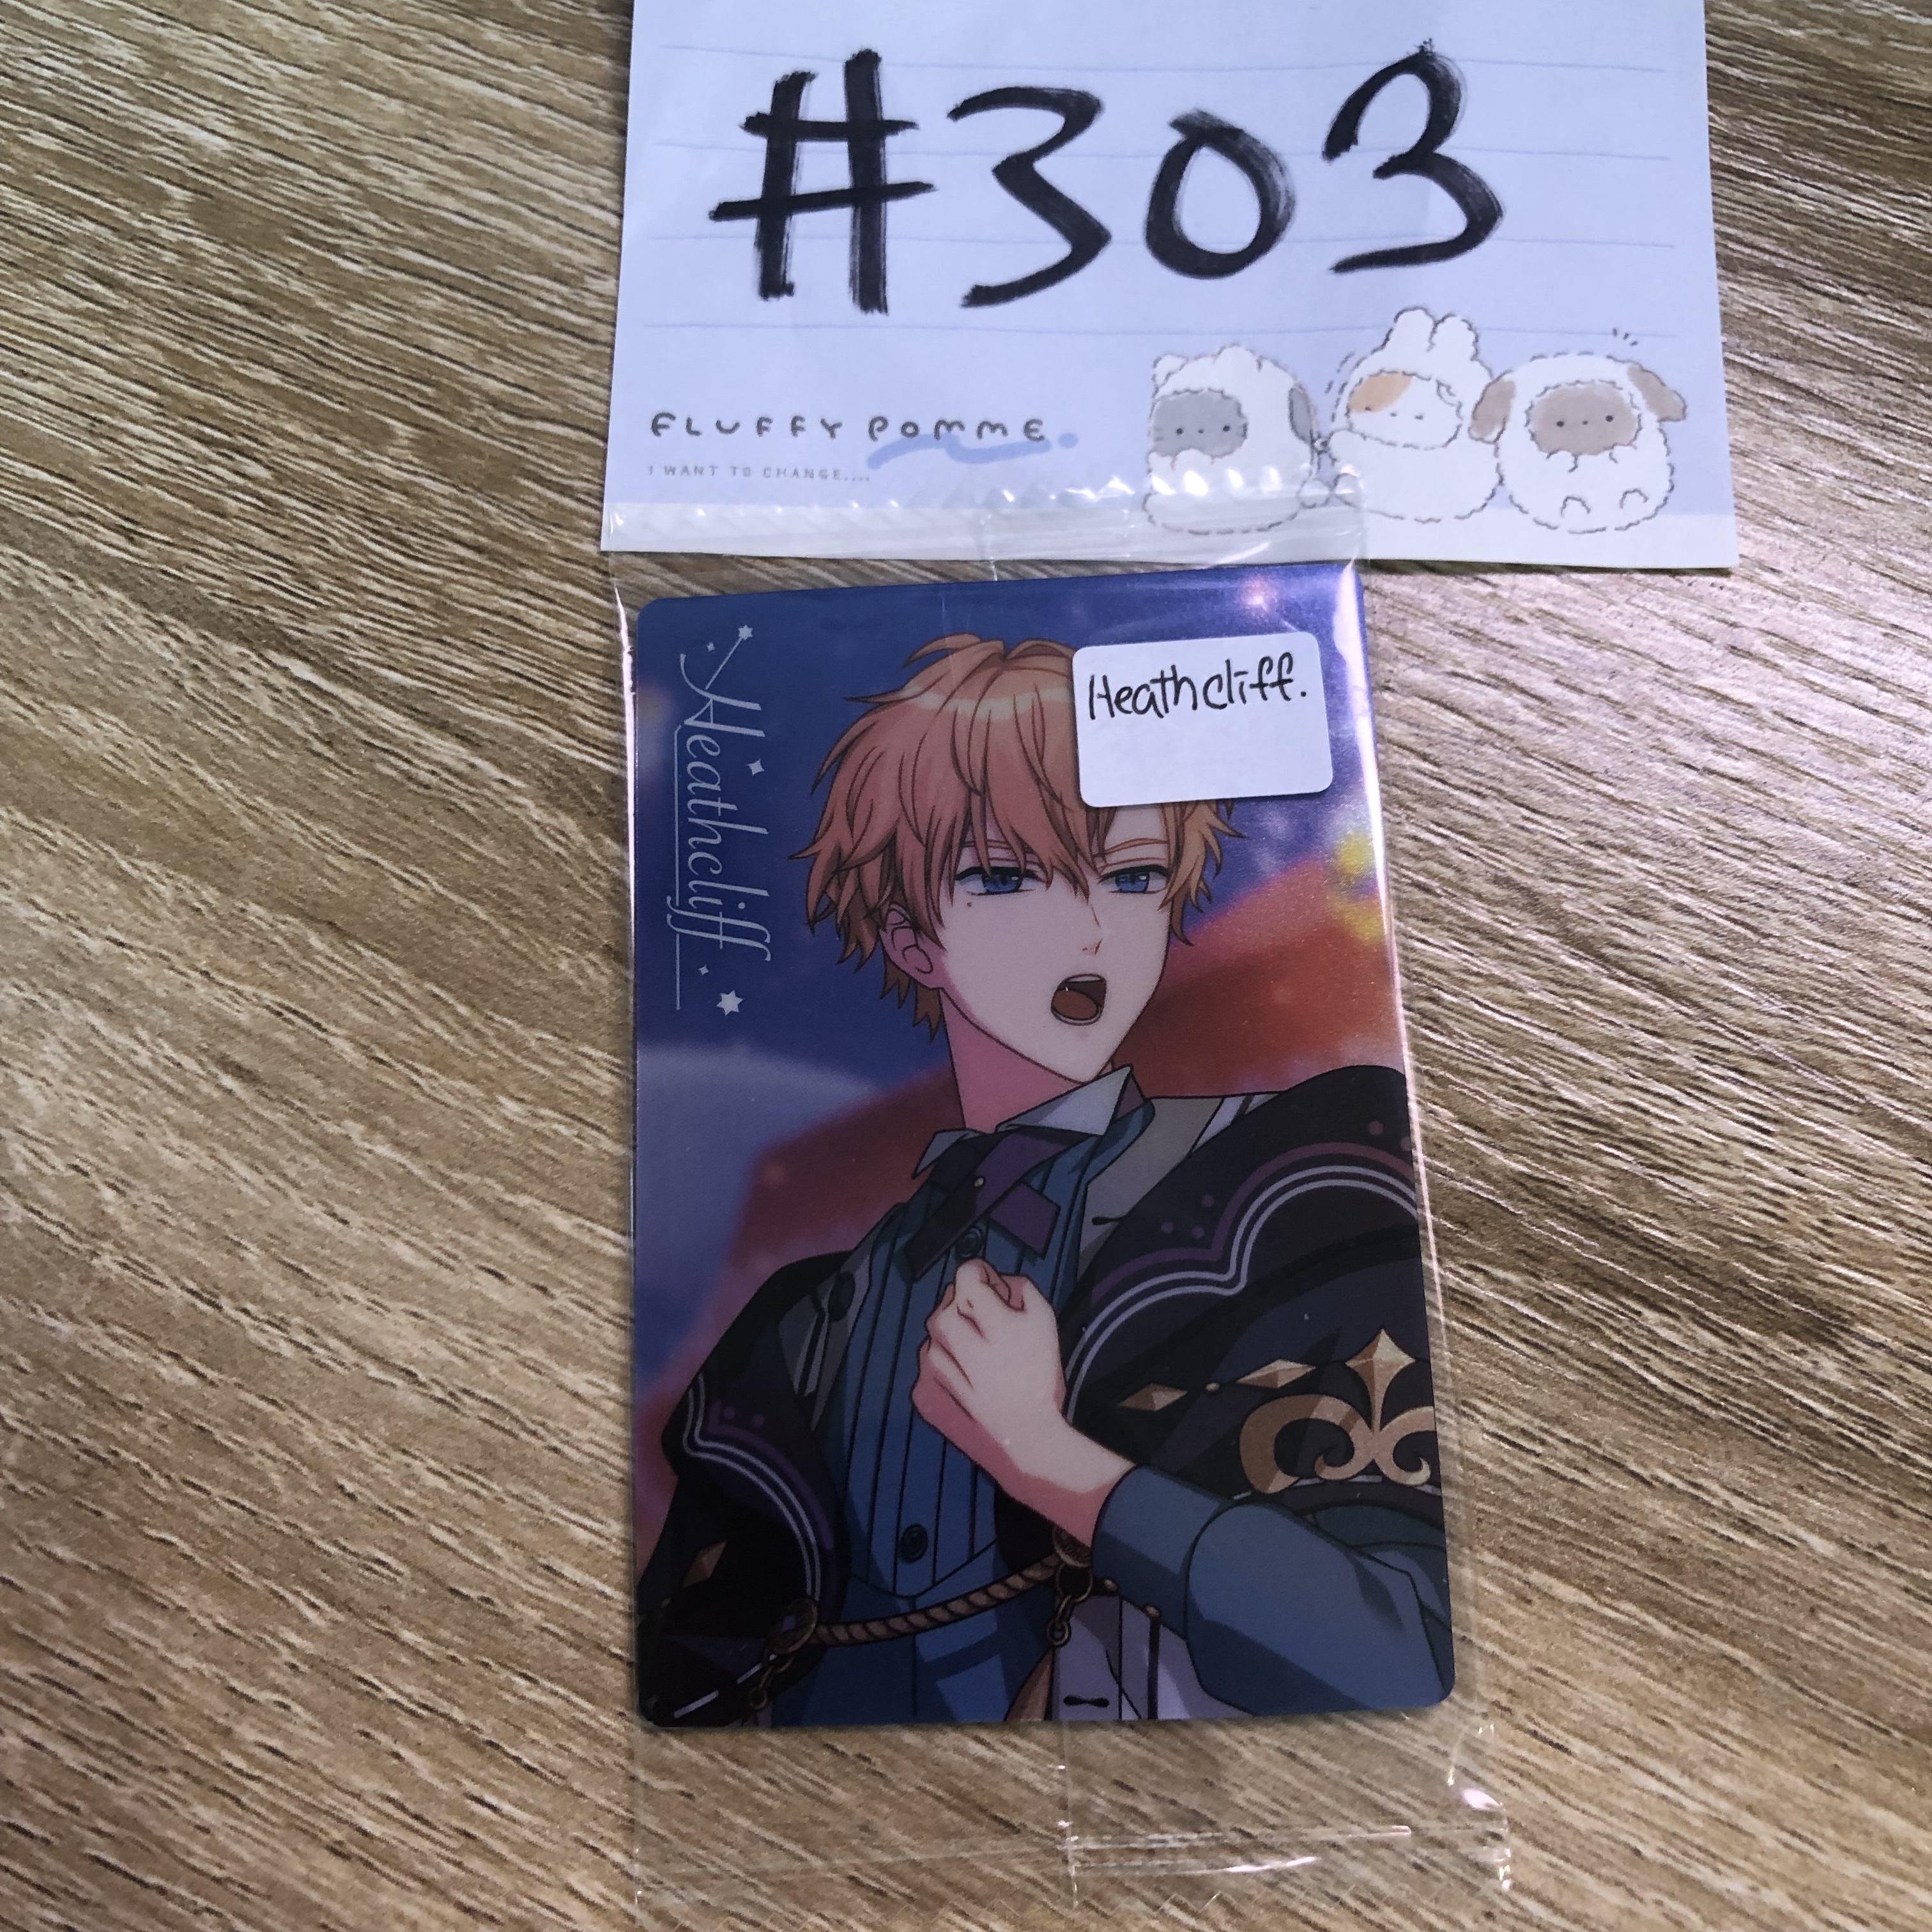 #303
FLUFFY POMME
I WANT TO CHANGE....
Heathcliff.
Heathcliff